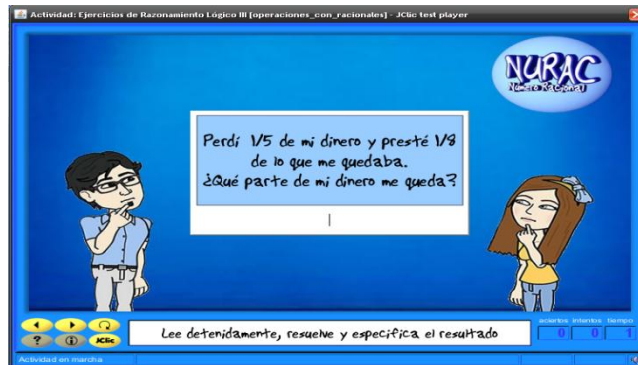 Actividad: Ejercicios de Razonamiento Lógico III [operaciones_con_racionales] - JClic test player
NURAC
Número Racional
Perdí 1/5 de mi dinero y presté 1/8
de lo que me quedaba.
¿Qué parte de mi dinero me queda?
Lee detenidamente, resuelve y especifica el resultado
aciertos intentos tiempo
0 0 1
? i JClic
Actividad en marcha